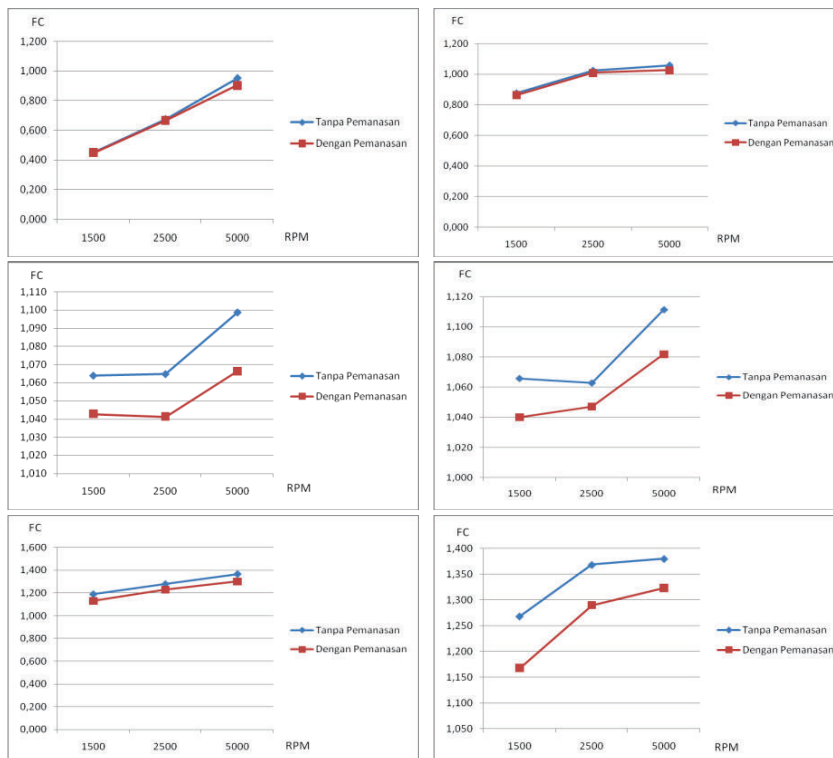 FC
1,200
1,000
0,800
0,600
0,400
0,200
0,000
1500 2500 5000 RPM
Tanpa Pemanasan
Dengan Pemanasan
FC
1,200
1,000
0,800
0,600
0,400
0,200
0,000
1500 2500 5000 RPM
Tanpa Pemanasan
Dengan Pemanasan
FC
1,110
1,100
1,090
1,080
1,070
1,060
1,050
1,040
1,030
1,020
1,010
1500 2500 5000 RPM
Tanpa Pemanasan
Dengan Pemanasan
FC
1,120
1,100
1,080
1,060
1,040
1,020
1,000
1500 2500 5000 RPM
Tanpa Pemanasan
Dengan Pemanasan
FC
1,600
1,400
1,200
1,000
0,800
0,600
0,400
0,200
0,000
1500 2500 5000 RPM
Tanpa Pemanasan
Dengan Pemanasan
FC
1,400
1,350
1,300
1,250
1,200
1,150
1,100
1,050
1500 2500 5000 RPM
Tanpa Pemanasan
Dengan Pemanasan